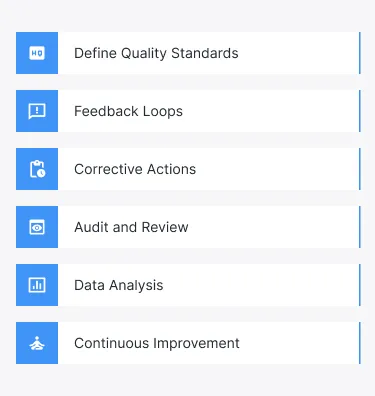 HQ
Define Quality Standards
Feedback Loops
Corrective Actions
Audit and Review
Data Analysis
Continuous Improvement